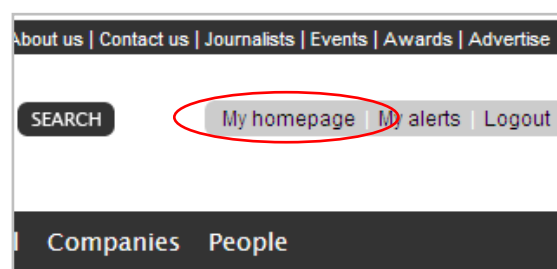 About us | Contact us | Journalists | Events | Awards | Advertise
SEARCH My homepage | My alerts | Logout
Companies People